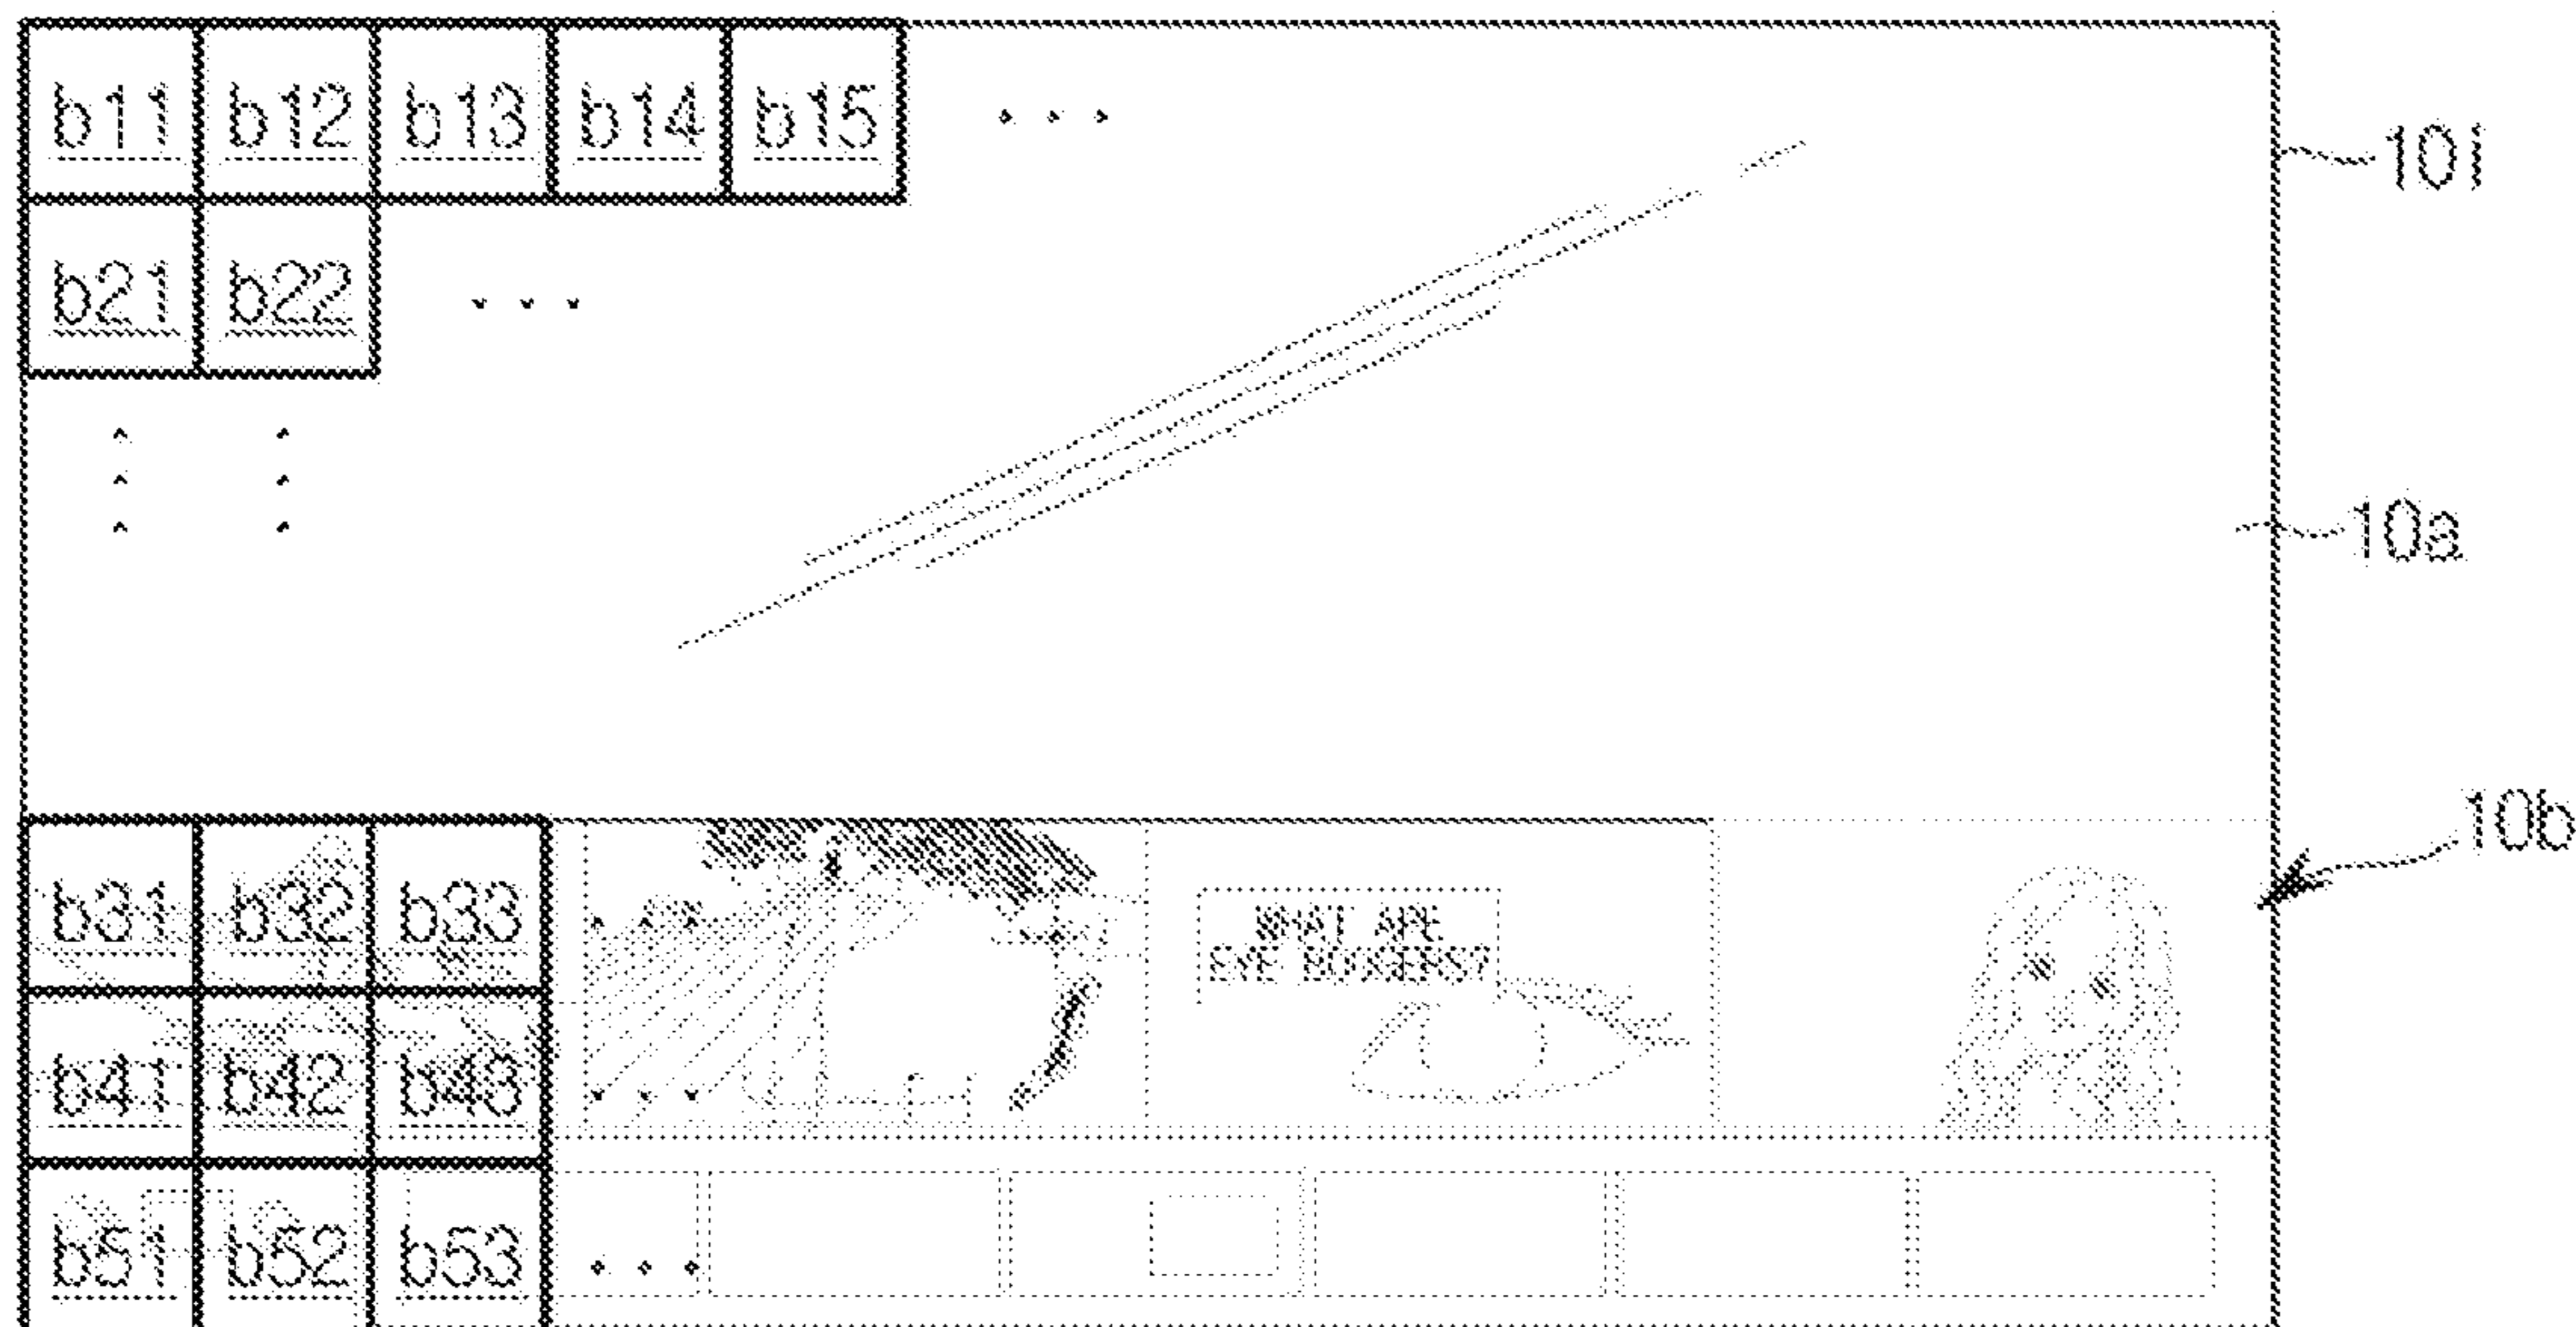 b11 b12 b13 b14 b15 ...
101
b21 b22 ...
10a
10b
b31 b32 b33 ...
WHAT ARE
EYE BOOGERS?
b41 b42 b43 ...
b51 b52 b53 ...